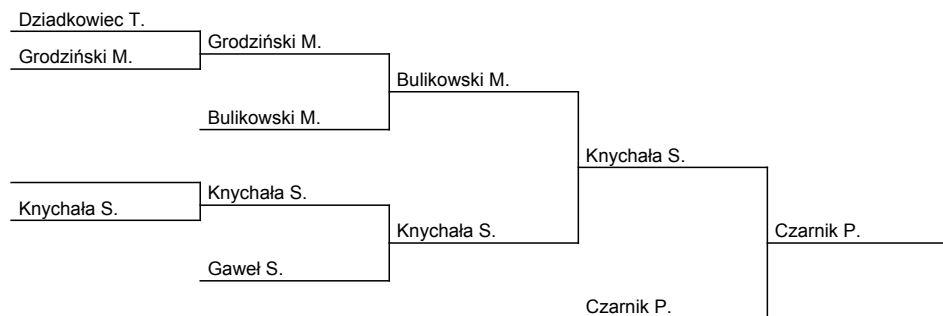 Dziadkowiec T.
Grodziński M.
Grodziński M.
Bulikowski M.
Bulikowski M.
Knychała S.
Knychała S.
Knychała S.
Knychała S.
Czarnik P.
Gaweł S.
Czarnik P.